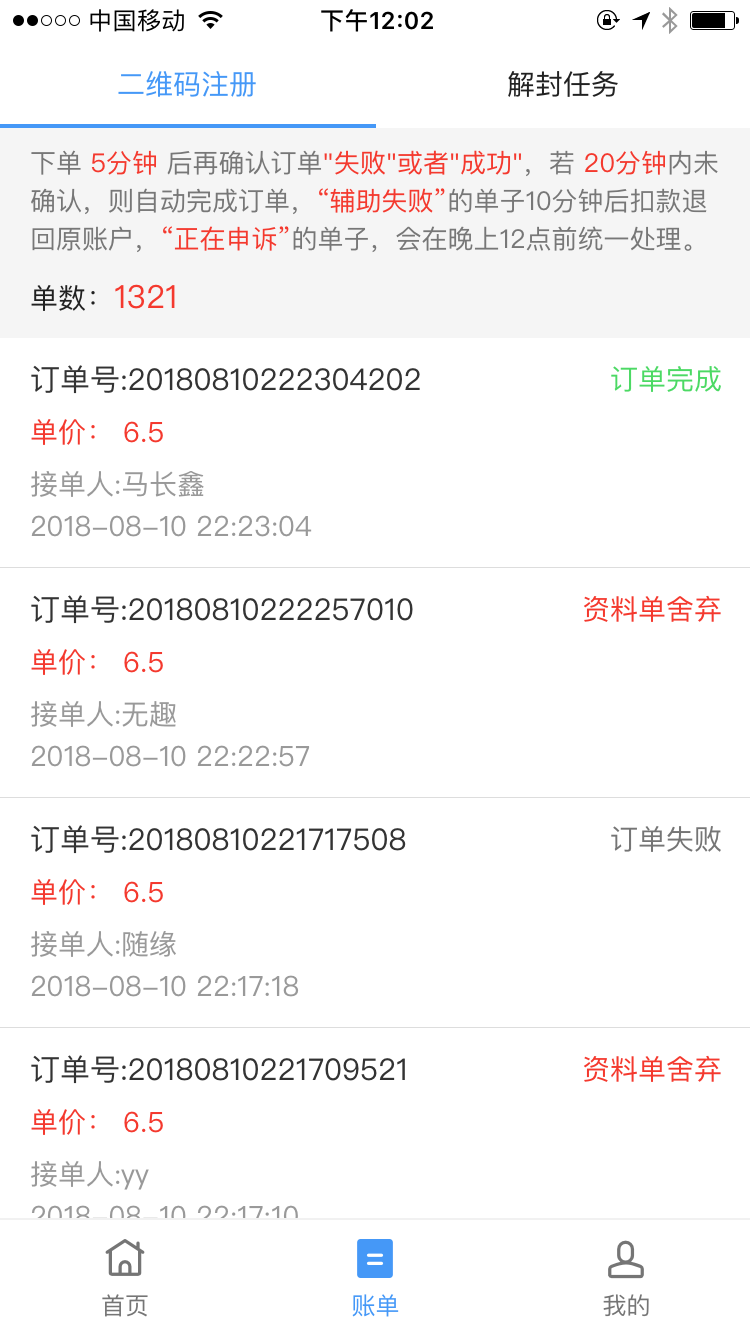 中国移动 下午12:02
二维码注册 解封任务
下单 5分钟 后再确认订单"失败"或者"成功"，若 20分钟内未
确认，则自动完成订单，“辅助失败”的单子10分钟后扣款退
回原账户，“正在申诉”的单子，会在晚上12点前统一处理。
单数：1321
订单号:20180810222304202 订单完成
单价： 6.5
接单人:马长鑫
2018-08-10 22:23:04
订单号:20180810222257010 资料单舍弃
单价： 6.5
接单人:无趣
2018-08-10 22:22:57
订单号:20180810221717508 订单失败
单价： 6.5
接单人:随缘
2018-08-10 22:17:18
订单号:20180810221709521 资料单舍弃
单价： 6.5
接单人:yy
2018-08-10 22:17:10
首页 账单 我的